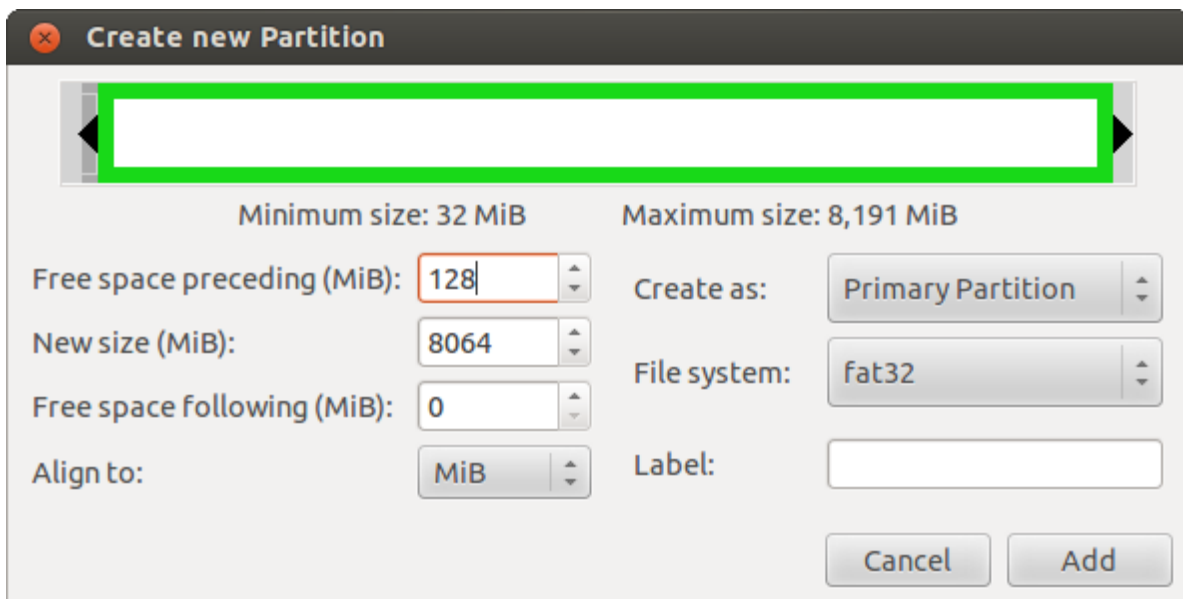 Create new Partition
Minimum size: 32 MiB Maximum size: 8,191 MiB
Free space preceding (MiB): 128
Create as: Primary Partition
New size (MiB): 8064
File system: fat32
Free space following (MiB): 0
Align to: MiB
Label:
Cancel Add